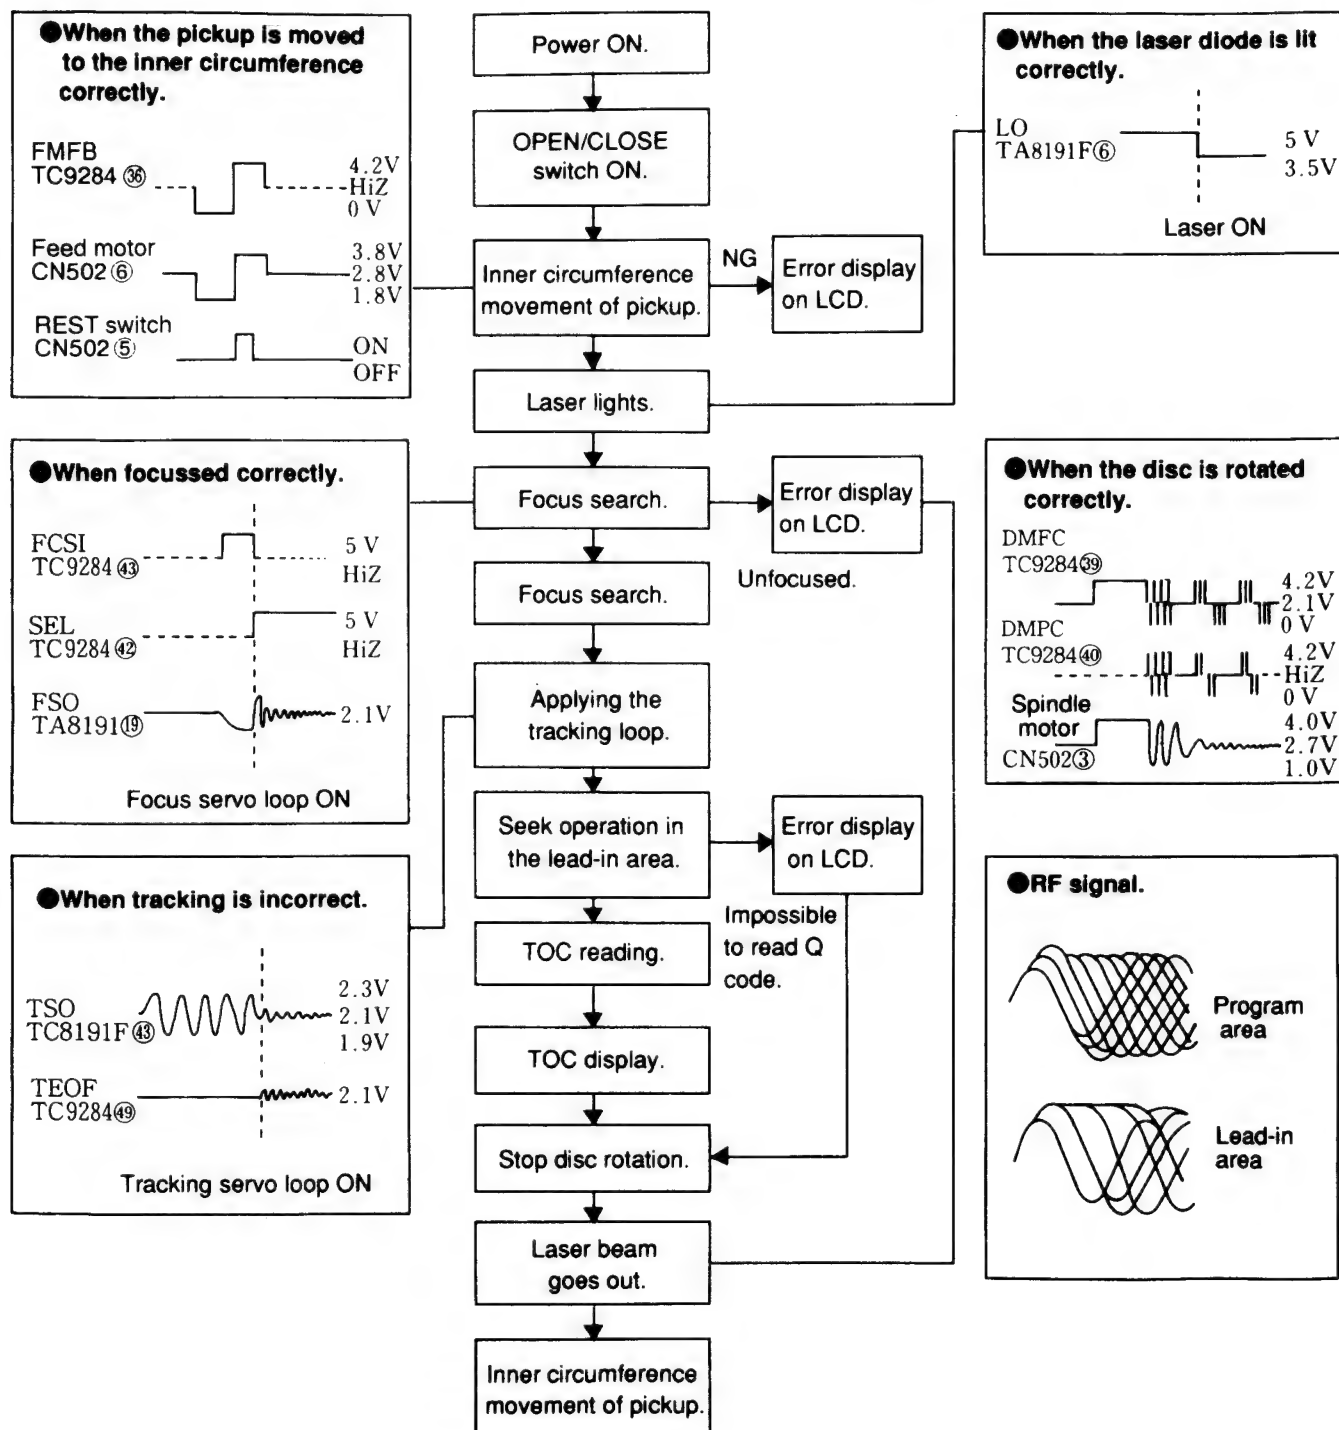 ●When the pickup is moved
to the inner circumference
correctly.
FMFB
TC9284 ㊱
4.2V
HiZ
0 V
Feed motor
CN502 ⑥
3.8V
2.8V
1.8V
REST switch
CN502 ⑤
ON
OFF
Power ON.
OPEN/CLOSE
switch ON.
Inner circumference
movement of pickup.
NG
Error display
on LCD.
●When the laser diode is lit
correctly.
LO
TA8191F⑥
5 V
3.5V
Laser ON
Laser lights.
●When focussed correctly.
FCSI
TC9284 ㊸
5 V
HiZ
SEL
TC9284 ㊷
5 V
HiZ
FSO
TA8191⑲
2.1V
Focus servo loop ON
Focus search.
Error display
on LCD.
Unfocused.
Focus search.
Applying the
tracking loop.
●When the disc is rotated
correctly.
DMFC
TC9284㊴
4.2V
2.1V
0 V
DMPC
TC9284㊵
4.2V
HiZ
0 V
Spindle
motor
CN502③
4.0V
2.7V
1.0V
Seek operation in
the lead-in area.
Error display
on LCD.
Impossible
to read Q
code.
●When tracking is incorrect.
TSO
TC8191F ㊸
2.3V
2.1V
1.9V
TEOF
TC9284㊾
2.1V
Tracking servo loop ON
TOC reading.
TOC display.
Stop disc rotation.
Laser beam
goes out.
Inner circumference
movement of pickup.
●RF signal.
Program
area
Lead-in
area